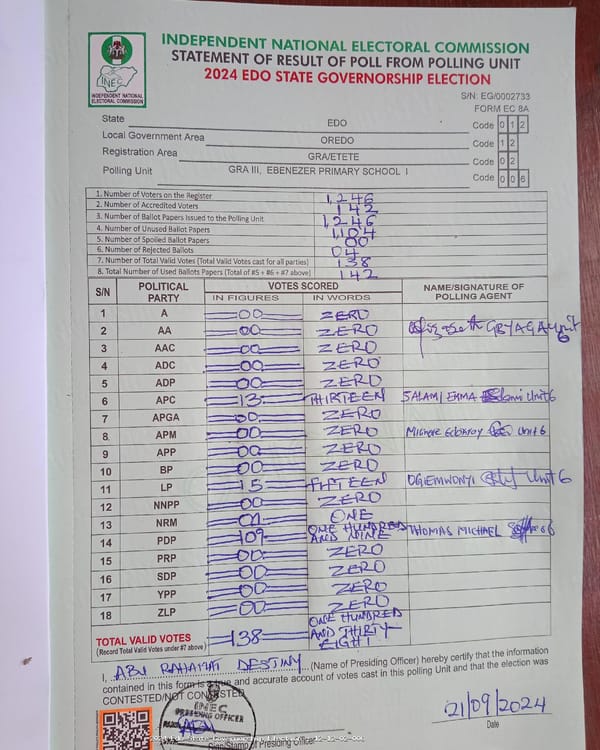 INDEPENDENT NATIONAL ELECTORAL COMMISSION
STATEMENT OF RESULT OF POLL FROM POLLING UNIT
2024 EDO STATE GOVERNORSHIP ELECTION
INEC
INDEPENDENT NATIONAL ELECTORAL COMMISSION
S/N: EG/0002733
FORM EC 8A
State EDO Code 0 1 2
Local Government Area OREDO Code 1 2
Registration Area GRA/ETETE Code 0 2
Polling Unit GRA III, EBENEZER PRIMARY SCHOOL I Code 0 0 6
1. Number of Voters on the Register 1,246
2. Number of Accredited Voters 142
3. Number of Ballot Papers Issued to the Polling Unit 1,246
4. Number of Unused Ballot Papers 1,104
5. Number of Spoiled Ballot Papers 00
6. Number of Rejected Ballots 04
7. Number of Total Valid Votes (Total Valid Votes cast for all parties) 138
8. Total Number of Used Ballots Papers (Total of #5 + #6 + #7 above) 142
S/N POLITICAL PARTY VOTES SCORED NAME/SIGNATURE OF POLLING AGENT
IN FIGURES IN WORDS
1 A 00 ZERO
2 AA 00 ZERO
3 AAC 00 ZERO
4 ADC 00 ZERO
5 ADP 00 ZERO
6 APC 13 THIRTEEN SALAMI EMMA Unit 6
7 APGA 00 ZERO
8 APM 00 ZERO Unit 6
9 APP 00 ZERO
10 BP 00 ZERO
11 LP 15 FIFTEEN OGIEMWONYI Unit 6
12 NNPP 00 ZERO
13 NRM 01 ONE
14 PDP 109 ONE HUNDRED AND NINE THOMAS MICHAEL
15 PRP 00 ZERO
16 SDP 00 ZERO
17 YPP 00 ZERO
18 ZLP 00 ZERO
TOTAL VALID VOTES 138 ONE HUNDRED AND THIRTY EIGHT
(Record Total Valid Votes under #7 above)
I, ABU RAHAMAT DESTINY (Name of Presiding Officer) hereby certify that the information
contained in this form is a true and accurate account of votes cast in this polling Unit and that the election was
CONTESTED/NOT CONTESTED
INEC
PRESIDING OFFICER
21/09/2024
Date
Sign/Stamp of Presiding Officer